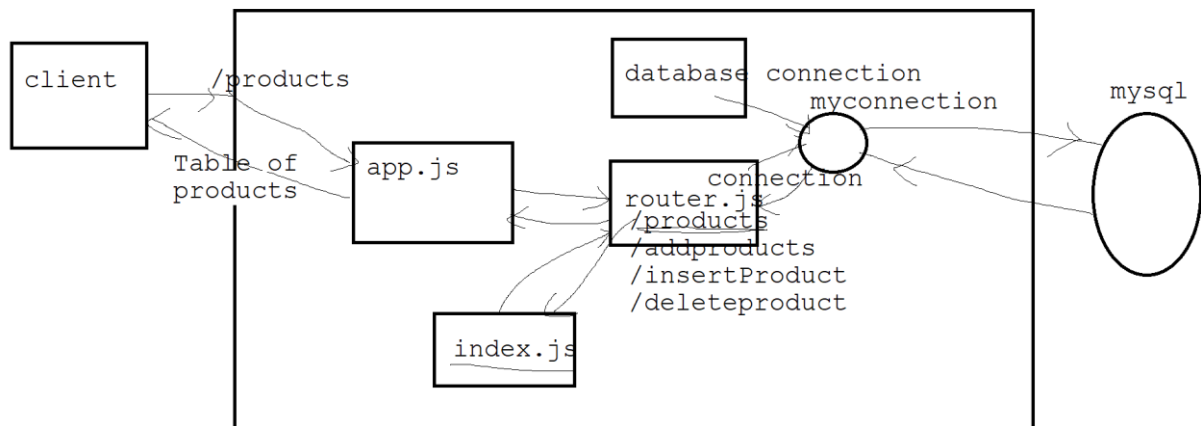 client
/products
Table of
products
app.js
database connection
myconnection
connection
router.js
/products
/addproducts
/insertProduct
/deleteproduct
index.js
mysql